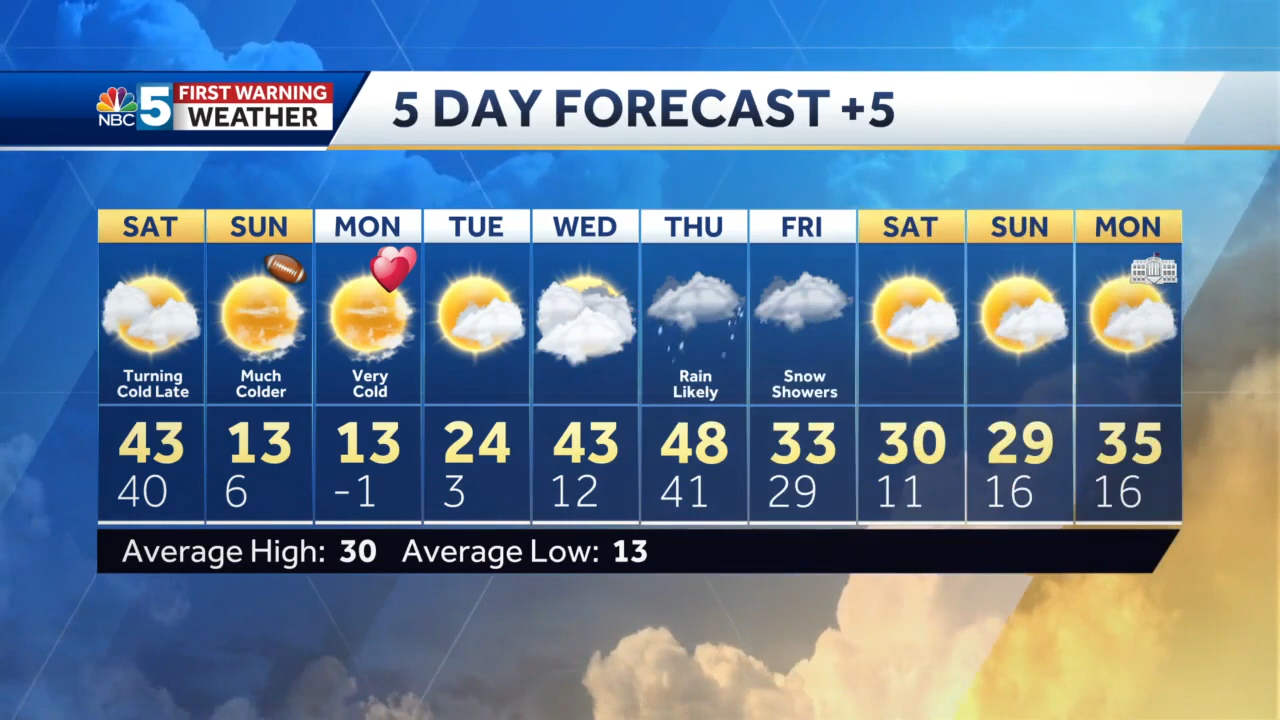 NBC 5 FIRST WARNING
WEATHER
5 DAY FORECAST +5
SAT SUN MON TUE WED THU FRI SAT SUN MON
Turning Much Very Rain Snow
Cold Late Colder Cold Likely Showers
43 13 13 24 43 48 33 30 29 35
40 6 -1 3 12 41 29 11 16 16
Average High: 30 Average Low: 13